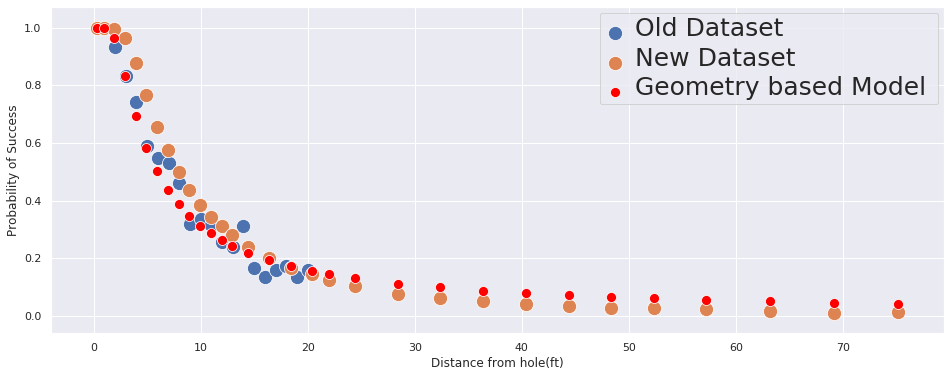 Old Dataset
New Dataset
Geometry based Model
1.0
0.8
0.6
0.4
0.2
0.0
Probability of Success
0 10 20 30 40 50 60 70
Distance from hole(ft)